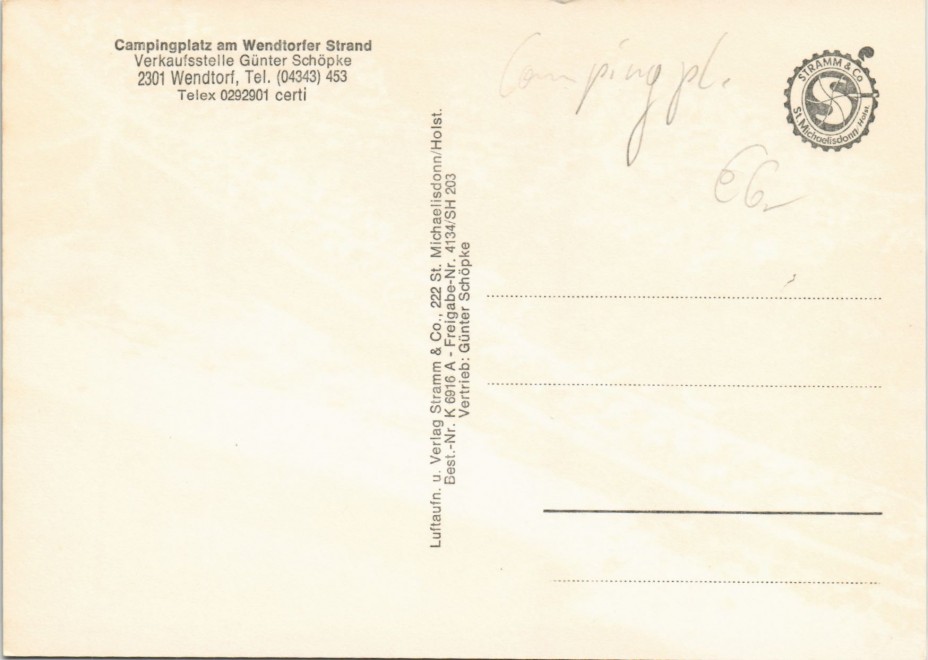 Campingplatz am Wendtorfer Strand
Verkaufsstelle Günter Schöpke
2301 Wendtorf, Tel. (04343) 453
Telex 0292901 certi
Luftaufn. u. Verlag Stramm & Co., 222 St. Michaelisdonn/Holst.
Best.-Nr. K 6916 A - Freigabe-Nr. 4134/SH 203
Vertrieb: Günter Schöpke
Campingpl.
STRAMM & Co
St. Michaelisdonn Holst.